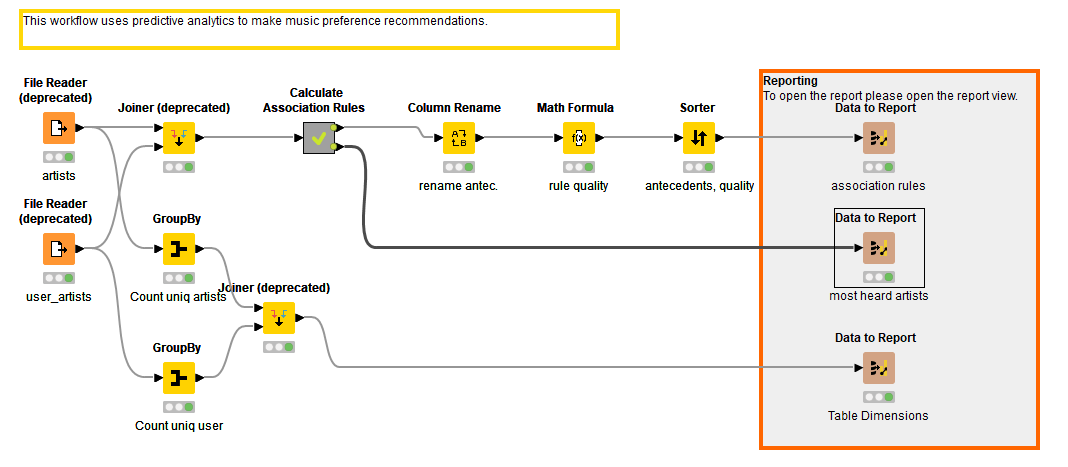 This workflow uses predictive analytics to make music preference recommendations.
File Reader
(deprecated)
artists
Joiner (deprecated)
Calculate
Association Rules
Column Rename
rename antec.
Math Formula
rule quality
Sorter
antecedents, quality
Reporting
To open the report please open the report view.
Data to Report
association rules
File Reader
(deprecated)
user_artists
GroupBy
Count uniq artists
Joiner (deprecated)
Data to Report
most heard artists
GroupBy
Count uniq user
Data to Report
Table Dimensions